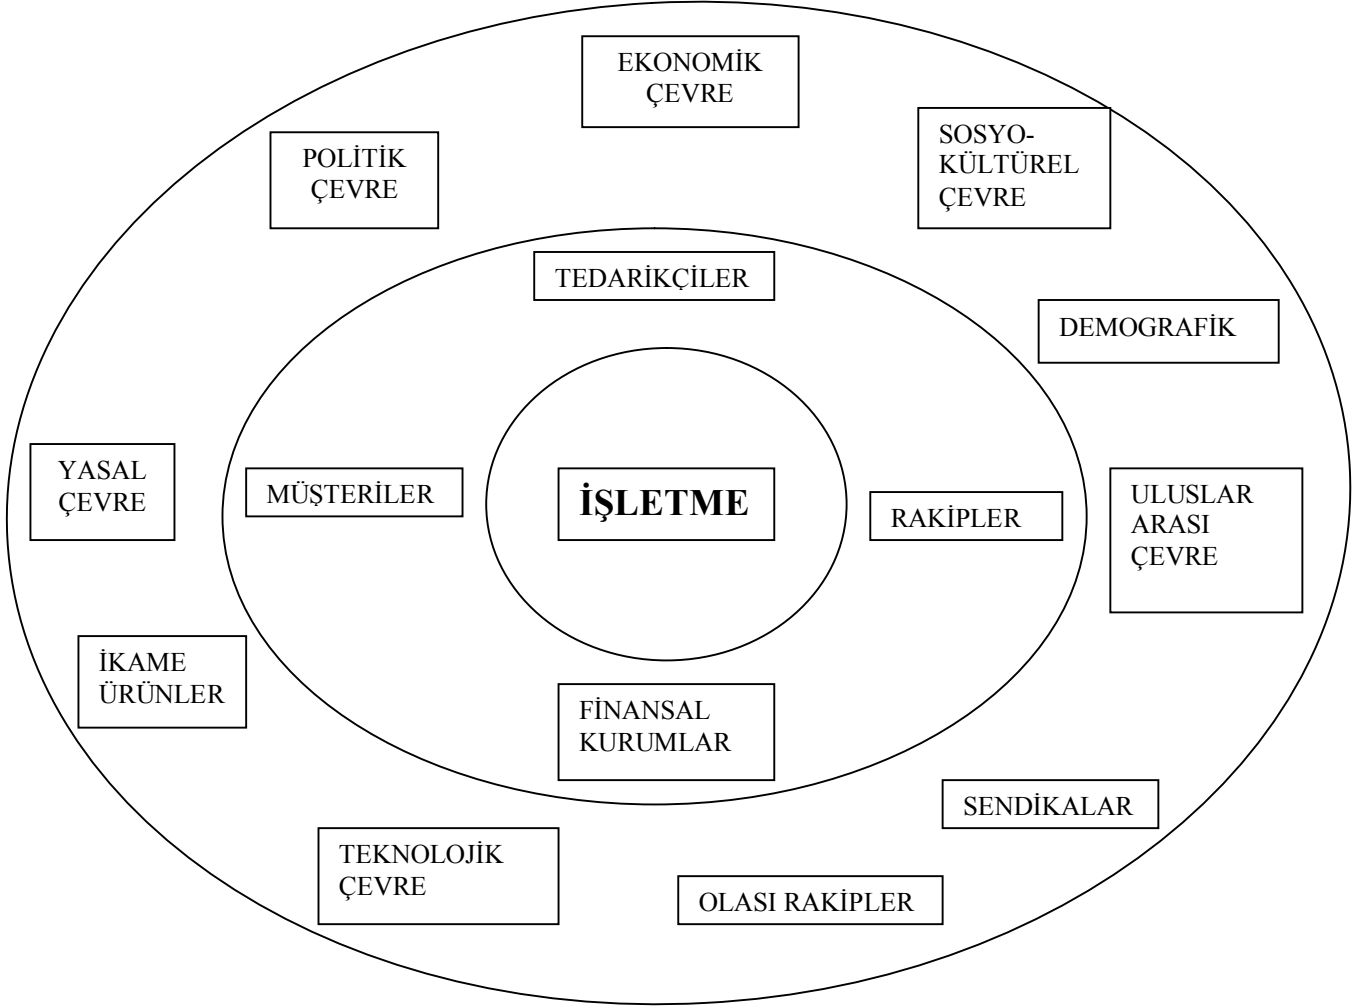 EKONOMİK
ÇEVRE
SOSYO-
KÜLTÜREL
ÇEVRE
POLİTİK
ÇEVRE
TEDARİKÇİLER
DEMOGRAFİK
YASAL
ÇEVRE
MÜŞTERİLER
İŞLETME
RAKİPLER
ULUSLAR
ARASI
ÇEVRE
İKAME
ÜRÜNLER
FİNANSAL
KURUMLAR
SENDİKALAR
TEKNOLOJİK
ÇEVRE
OLASI RAKİPLER